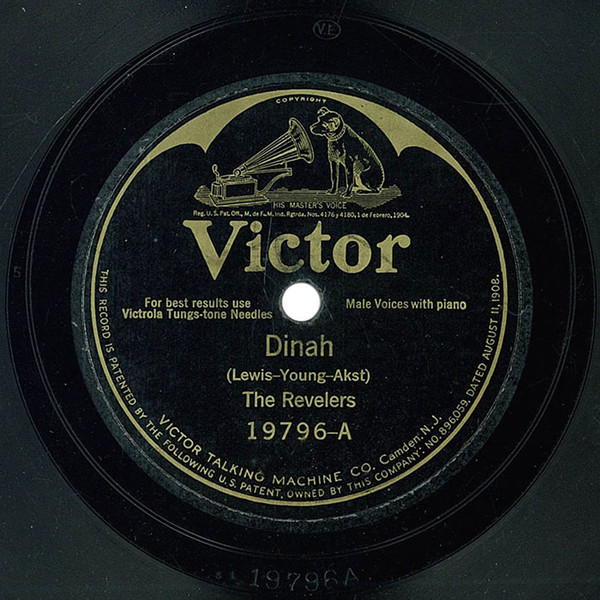 V.E.
COPYRIGHT
HIS MASTER'S VOICE
Reg. U. S. Pat. Off., M. de F. M. Ind. Rgtrda. Nos. 4176 y 4180, 1 de Febrero, 1904.
Victor
For best results use
Victrola Tungs-tone Needles
Male Voices with piano
Dinah
(Lewis–Young–Akst)
The Revelers
19796-A
VICTOR TALKING MACHINE CO. Camden, N. J.
THIS RECORD IS PATENTED BY THE FOLLOWING U. S. PATENT, OWNED BY THIS COMPANY: NO. 896,059, DATED AUGUST 11, 1908.
19796A
5